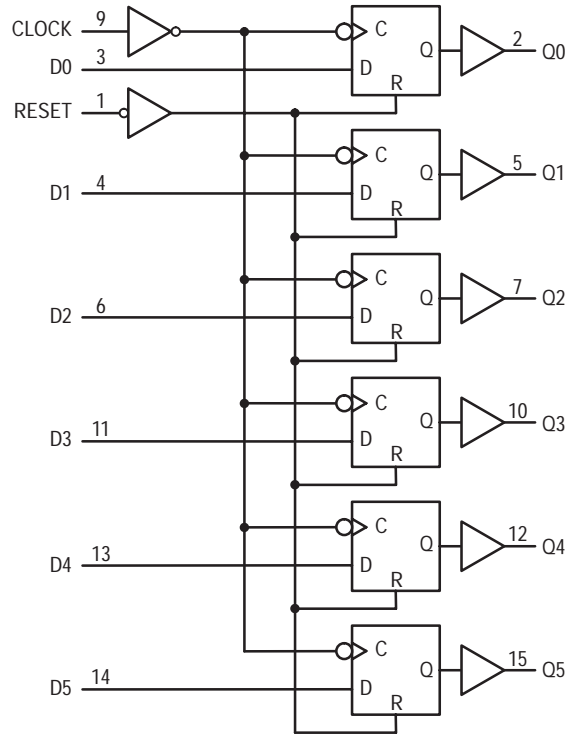 CLOCK 9 C Q 2 Q0
D0 3 D R
RESET 1
C Q 5 Q1
D1 4 D R
C Q 7 Q2
D2 6 D R
C Q 10 Q3
D3 11 D R
C Q 12 Q4
D4 13 D R
C Q 15 Q5
D5 14 D R